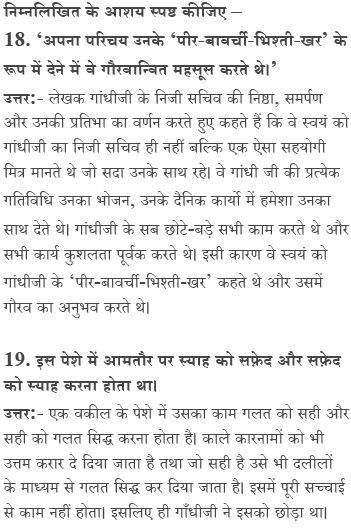 निम्नलिखित के आशय स्पष्ट कीजिए –
18. ‘अपना परिचय उनके ‘पीर-बावर्ची-भिश्ती-खर’ के
रूप में देने में वे गौरवान्वित महसूस करते थे।’
उत्तर:- लेखक गांधीजी के निजी सचिव की निष्ठा, समर्पण
और उनकी प्रतिभा का वर्णन करते हुए कहते हैं कि वे स्वयं को
गांधीजी का निजी सचिव ही नहीं बल्कि एक ऐसा सहयोगी
मित्र मानते थे जो सदा उनके साथ रहे। वे गांधी जी की प्रत्येक
गतिविधि उनका भोजन, उनके दैनिक कार्यो में हमेशा उनका
साथ देते थे। गांधीजी के सब छोटे-बड़े सभी काम करते थे और
सभी कार्य कुशलता पूर्वक करते थे। इसी कारण वे स्वयं को
गांधीजी के ‘पीर-बावर्ची-भिश्ती-खर’ कहते थे और उसमें
गौरव का अनुभव करते थे।
19. इस पेशे में आमतौर पर स्याह को सफ़ेद और सफ़ेद
को स्याह करना होता था।
उत्तर:- एक वकील के पेशे में उसका काम गलत को सही और
सही को गलत सिद्ध करना होता है। काले कारनामों को भी
उत्तम करार दे दिया जाता है तथा जो सही है उसे भी दलीलों
के माध्यम से गलत सिद्ध कर दिया जाता है। इसमें पूरी सच्चाई
से काम नहीं होता। इसलिए ही गाँधीजी ने इसको छोड़ा था।